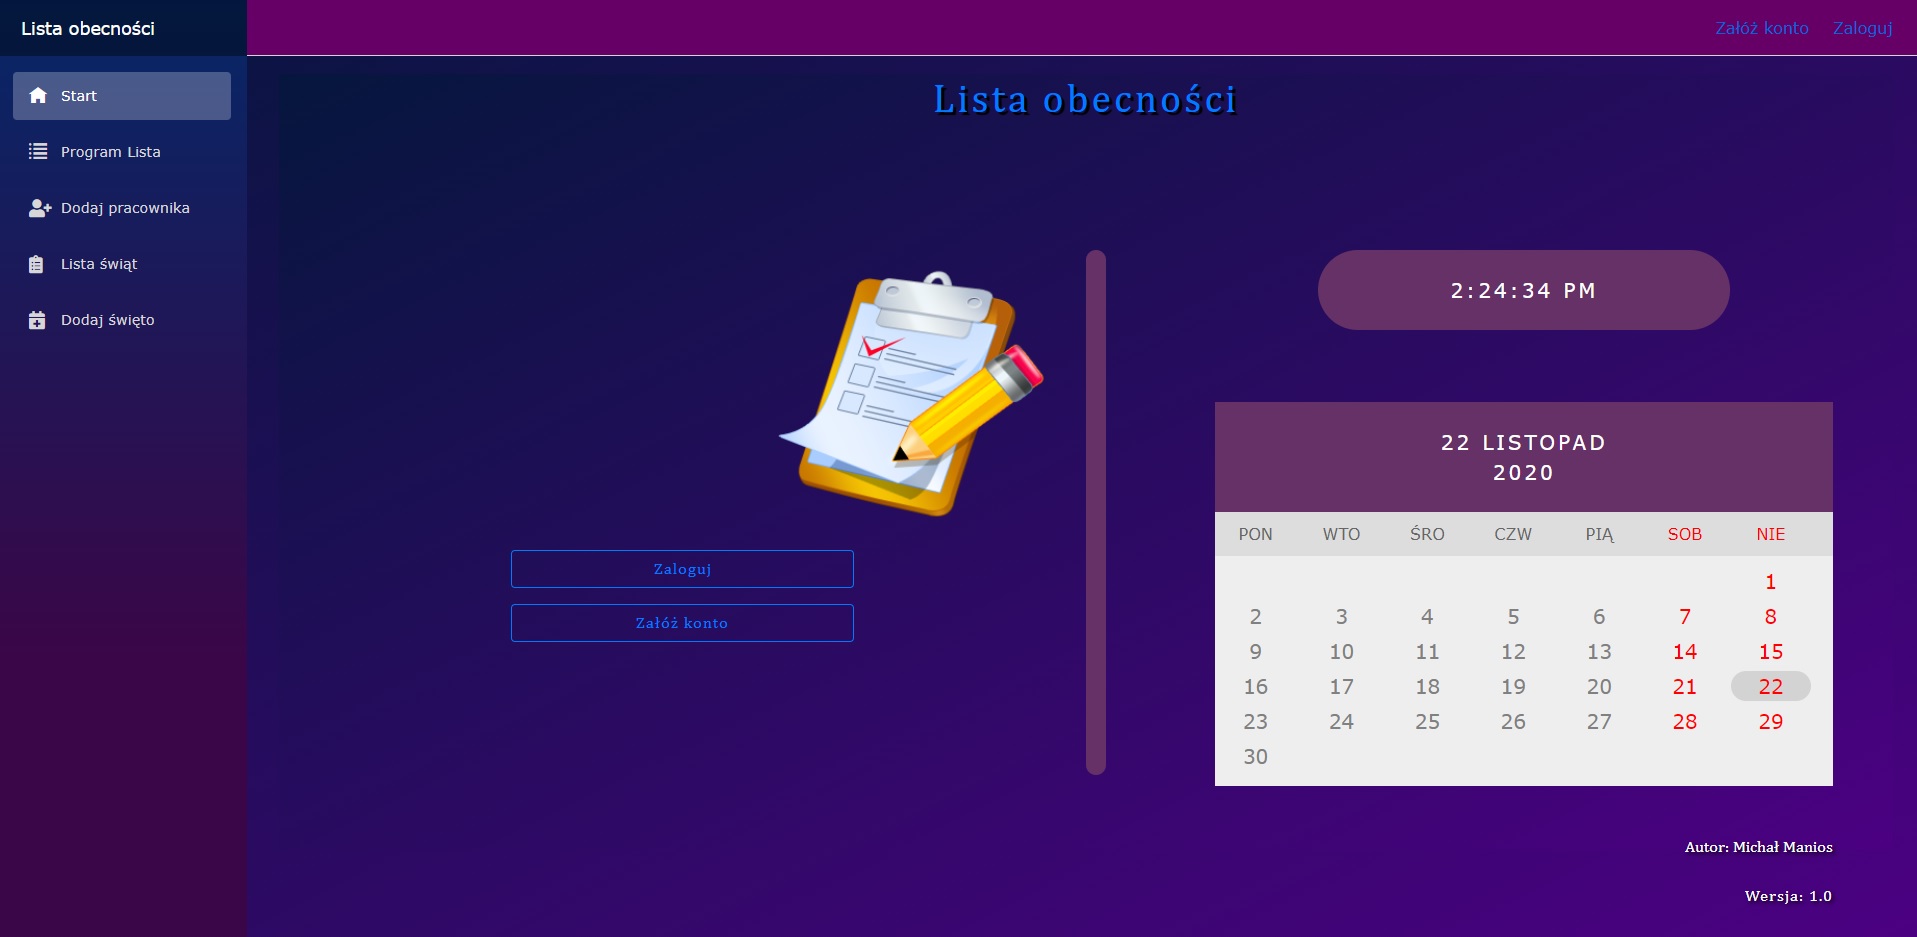 Lista obecności
Załóż konto Zaloguj
Start
Program Lista
Dodaj pracownika
Lista świąt
Dodaj święto
Lista obecności
Zaloguj
Załóż konto
2:24:34 PM
22 LISTOPAD
2020
PON WTO ŚRO CZW PIĄ SOB NIE
1
2 3 4 5 6 7 8
9 10 11 12 13 14 15
16 17 18 19 20 21 22
23 24 25 26 27 28 29
30
Autor: Michał Manios
Wersja: 1.0